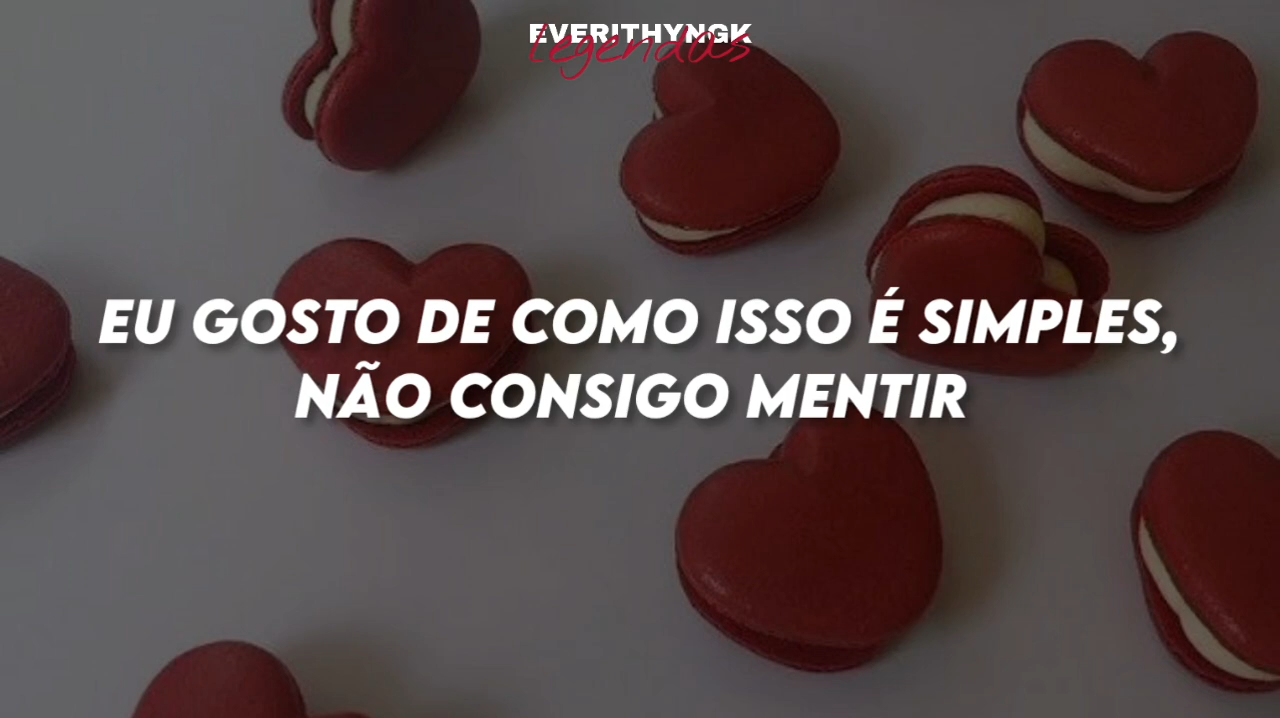 EVERITHYNGK
legendas
EU GOSTO DE COMO ISSO É SIMPLES,
NÃO CONSIGO MENTIR